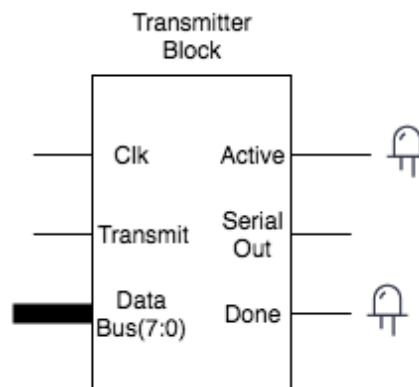 Transmitter
Block
Clk
Active
Transmit
Serial
Out
Data
Bus(7:0)
Done